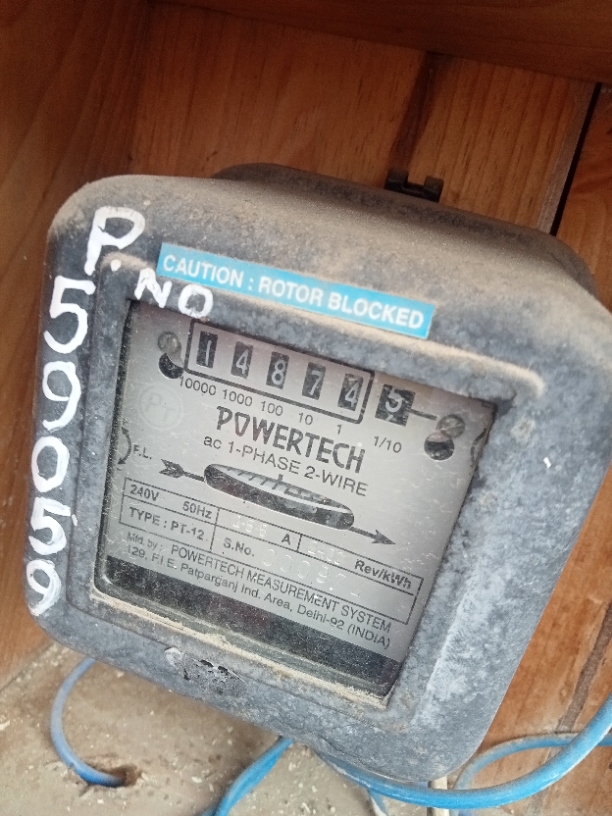 P. NO
599059
CAUTION : ROTOR BLOCKED
1 4 8 7 4 5
10000 1000 100 10 1 1/10
POWERTECH
ac 1-PHASE 2-WIRE
F.L.
240V 50Hz A Rev/kWh
TYPE : PT-12 S.No.
Mfd. by : POWERTECH MEASUREMENT SYSTEM
129, F.I E. Patparganj Ind. Area, Delhi-92 (INDIA)